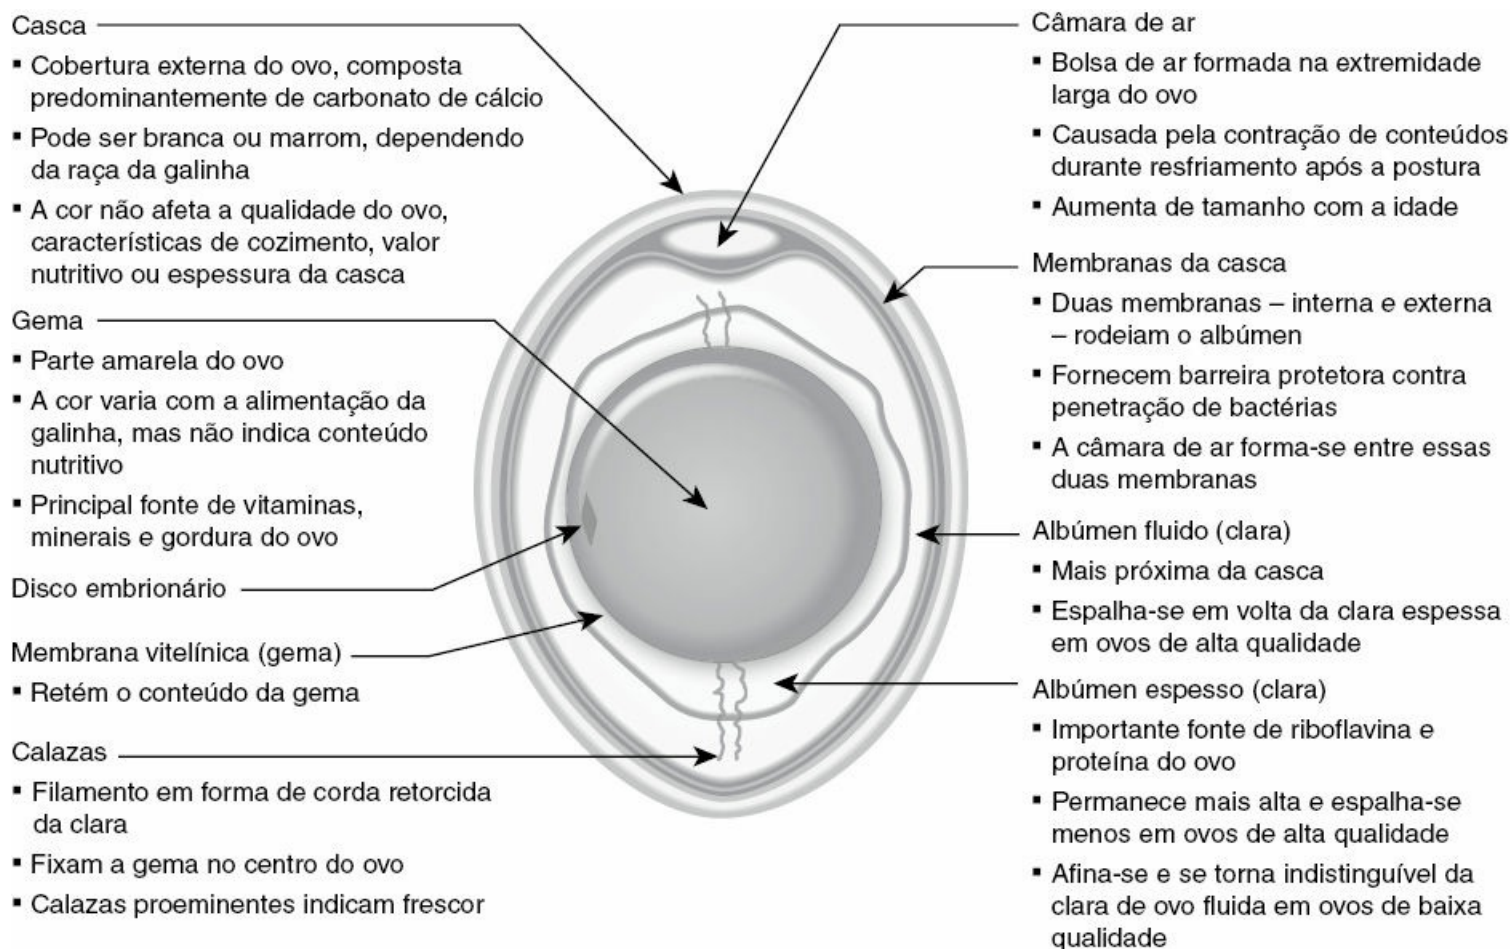 Casca
▪ Cobertura externa do ovo, composta
predominantemente de carbonato de cálcio
▪ Pode ser branca ou marrom, dependendo
da raça da galinha
▪ A cor não afeta a qualidade do ovo,
características de cozimento, valor
nutritivo ou espessura da casca
Gema
▪ Parte amarela do ovo
▪ A cor varia com a alimentação da
galinha, mas não indica conteúdo
nutritivo
▪ Principal fonte de vitaminas,
minerais e gordura do ovo
Disco embrionário
Membrana vitelínica (gema)
▪ Retém o conteúdo da gema
Calazas
▪ Filamento em forma de corda retorcida
da clara
▪ Fixam a gema no centro do ovo
▪ Calazas proeminentes indicam frescor
Câmara de ar
▪ Bolsa de ar formada na extremidade
larga do ovo
▪ Causada pela contração de conteúdos
durante resfriamento após a postura
▪ Aumenta de tamanho com a idade
Membranas da casca
▪ Duas membranas – interna e externa
– rodeiam o albúmen
▪ Fornecem barreira protetora contra
penetração de bactérias
▪ A câmara de ar forma-se entre essas
duas membranas
Albúmen fluido (clara)
▪ Mais próxima da casca
▪ Espalha-se em volta da clara espessa
em ovos de alta qualidade
Albúmen espesso (clara)
▪ Importante fonte de riboflavina e
proteína do ovo
▪ Permanece mais alta e espalha-se
menos em ovos de alta qualidade
▪ Afina-se e se torna indistinguível da
clara de ovo fluida em ovos de baixa
qualidade